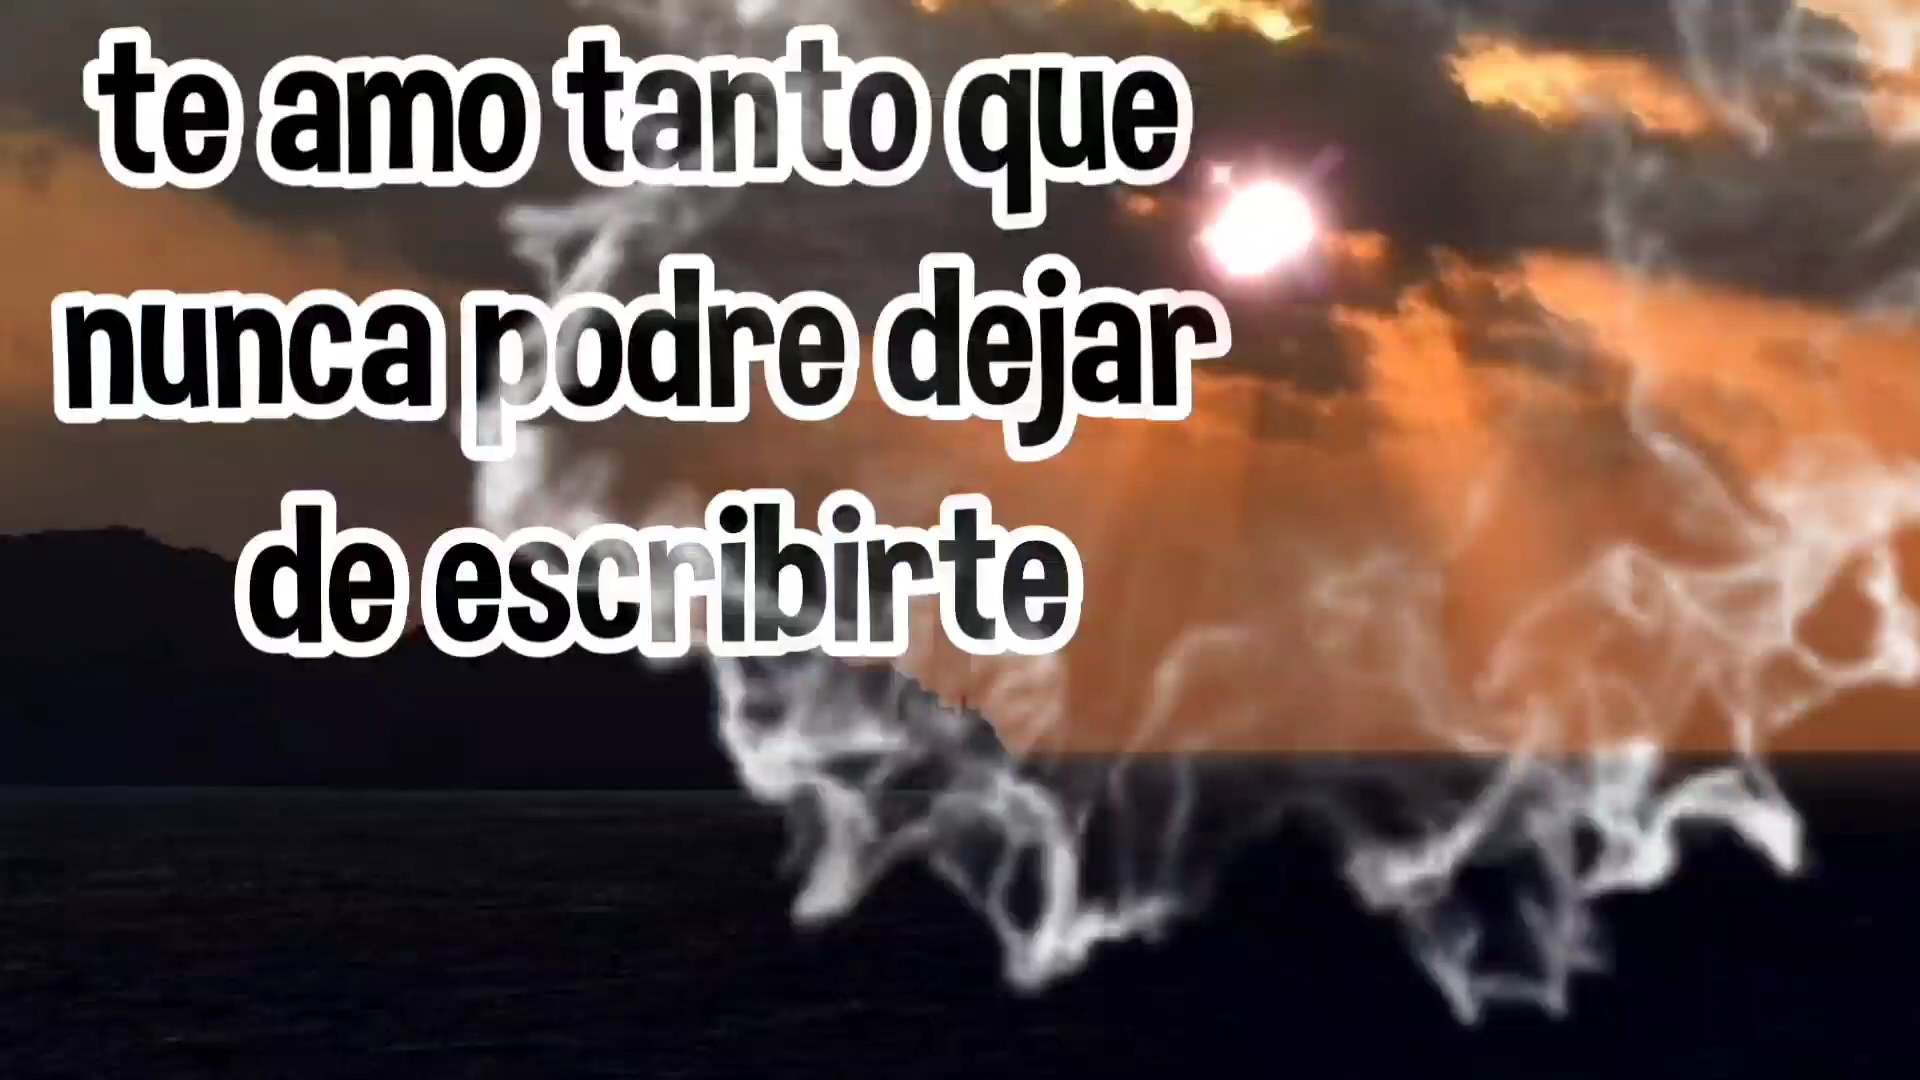 te amo tanto que
nunca podre dejar
de escribirte